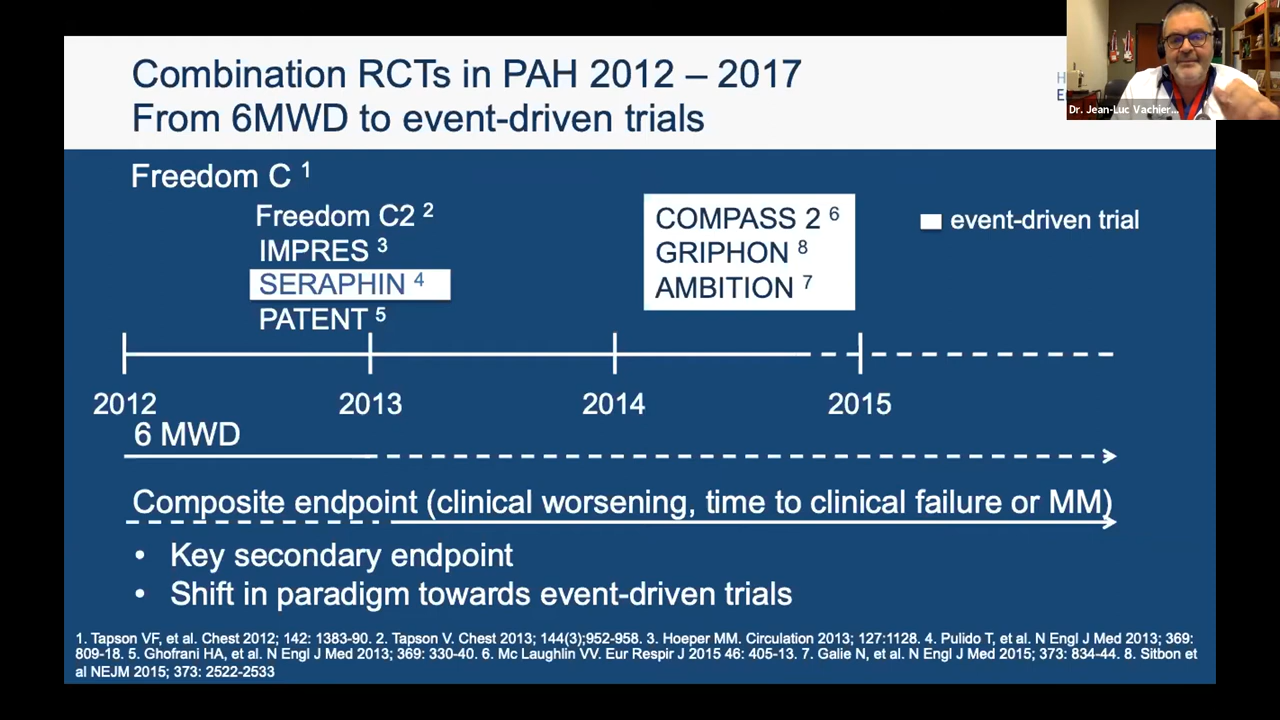 Combination RCTs in PAH 2012 – 2017
From 6MWD to event-driven trials
H
E
Dr. Jean-Luc Vachier...
Freedom C 1
Freedom C2 2
IMPRES 3
SERAPHIN 4
PATENT 5
COMPASS 2 6
GRIPHON 8
AMBITION 7
event-driven trial
2012
2013
2014
2015
6 MWD
Composite endpoint (clinical worsening, time to clinical failure or MM)
• Key secondary endpoint
• Shift in paradigm towards event-driven trials
1. Tapson VF, et al. Chest 2012; 142: 1383-90. 2. Tapson V. Chest 2013; 144(3);952-958. 3. Hoeper MM. Circulation 2013; 127:1128. 4. Pulido T, et al. N Engl J Med 2013; 369:
809-18. 5. Ghofrani HA, et al. N Engl J Med 2013; 369: 330-40. 6. Mc Laughlin VV. Eur Respir J 2015 46: 405-13. 7. Galie N, et al. N Engl J Med 2015; 373: 834-44. 8. Sitbon et
al NEJM 2015; 373: 2522-2533